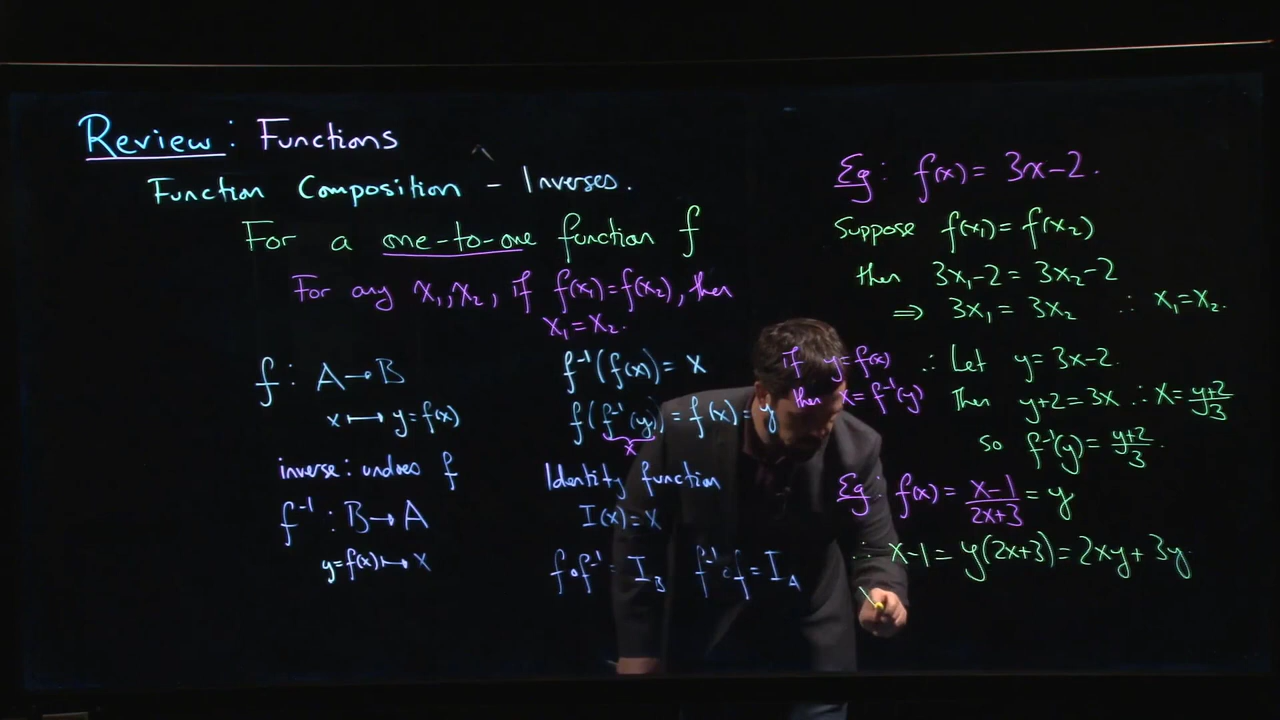 Review: Functions
Function Composition - Inverses.
For a one-to-one function f
For any x₁, x₂, if f(x₁) = f(x₂), then
x₁ = x₂.
f : A → B
x ↦ y = f(x)
inverse: undoes f
f⁻¹ : B → A
y = f(x) ↦ x
f⁻¹(f(x)) = x
f(f⁻¹(y)) = f(x) = y
x
Identity function
I(x) = x
f∘f⁻¹ = I_B f⁻¹∘f = I_A
Eg: f(x) = 3x-2.
Suppose f(x₁) = f(x₂)
then 3x₁-2 = 3x₂-2
⇒ 3x₁ = 3x₂ ∴ x₁ = x₂.
if y = f(x)
then x = f⁻¹(y)
∴ Let y = 3x-2.
Then y+2 = 3x ∴ x = (y+2)/3
so f⁻¹(y) = (y+2)/3.
Eg: f(x) = (x-1)/(2x+3) = y
∴ x-1 = y(2x+3) = 2xy + 3y.